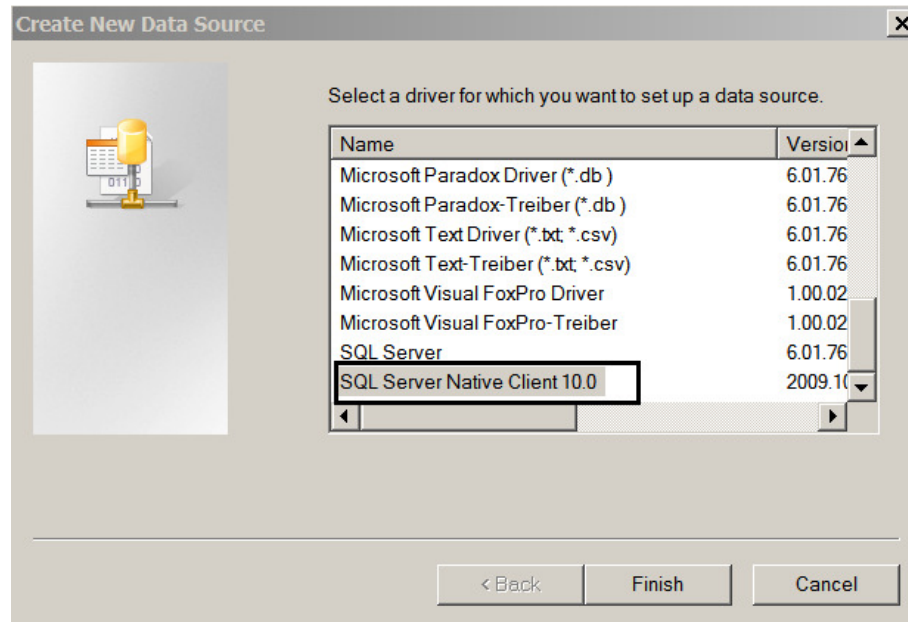 Create New Data Source
Select a driver for which you want to set up a data source.
Name Version
Microsoft Paradox Driver (*.db ) 6.01.76
Microsoft Paradox-Treiber (*.db ) 6.01.76
Microsoft Text Driver (*.txt; *.csv) 6.01.76
Microsoft Text-Treiber (*.txt; *.csv) 6.01.76
Microsoft Visual FoxPro Driver 1.00.02
Microsoft Visual FoxPro-Treiber 1.00.02
SQL Server 6.01.76
SQL Server Native Client 10.0 2009.10
< Back Finish Cancel